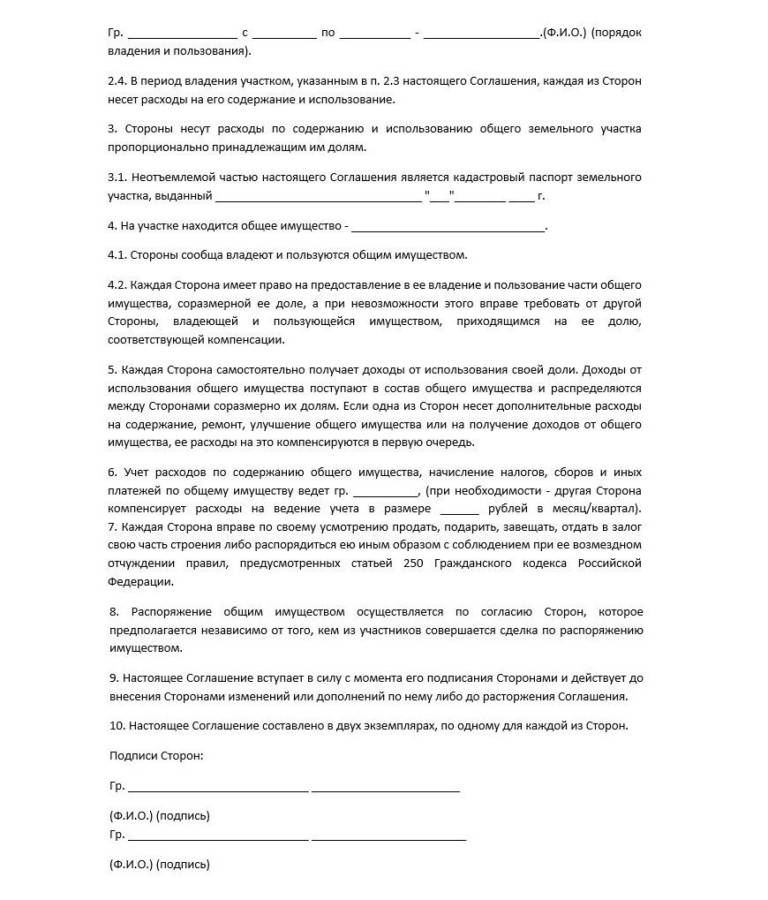 Гр. _________________ с __________ по ___________ - __________________.(Ф.И.О.) (порядок
владения и пользования).
2.4. В период владения участком, указанным в п. 2.3 настоящего Соглашения, каждая из Сторон
несет расходы на его содержание и использование.
3. Стороны несут расходы по содержанию и использованию общего земельного участка
пропорционально принадлежащим им долям.
3.1. Неотъемлемой частью настоящего Соглашения является кадастровый паспорт земельного
участка, выданный ________________________________ "___"________ ____ г.
4. На участке находится общее имущество - ______________________________.
4.1. Стороны сообща владеют и пользуются общим имуществом.
4.2. Каждая Сторона имеет право на предоставление в ее владение и пользование части общего
имущества, соразмерной ее доле, а при невозможности этого вправе требовать от другой
Стороны, владеющей и пользующейся имуществом, приходящимся на ее долю,
соответствующей компенсации.
5. Каждая Сторона самостоятельно получает доходы от использования своей доли. Доходы от
использования общего имущества поступают в состав общего имущества и распределяются
между Сторонами соразмерно их долям. Если одна из Сторон несет дополнительные расходы
на содержание, ремонт, улучшение общего имущества или на получение доходов от общего
имущества, ее расходы на это компенсируются в первую очередь.
6. Учет расходов по содержанию общего имущества, начисление налогов, сборов и иных
платежей по общему имуществу ведет гр. __________, (при необходимости - другая Сторона
компенсирует расходы на ведение учета в размере ______ рублей в месяц/квартал).
7. Каждая Сторона вправе по своему усмотрению продать, подарить, завещать, отдать в залог
свою часть строения либо распорядиться ею иным образом с соблюдением при ее возмездном
отчуждении правил, предусмотренных статьей 250 Гражданского кодекса Российской
Федерации.
8. Распоряжение общим имуществом осуществляется по согласию Сторон, которое
предполагается независимо от того, кем из участников совершается сделка по распоряжению
имуществом.
9. Настоящее Соглашение вступает в силу с момента его подписания Сторонами и действует до
внесения Сторонами изменений или дополнений по нему либо до расторжения Соглашения.
10. Настоящее Соглашение составлено в двух экземплярах, по одному для каждой из Сторон.
Подписи Сторон:
Гр. ____________________________ _______________________
(Ф.И.О.) (подпись)
Гр. ____________________________ ________________________
(Ф.И.О.) (подпись)